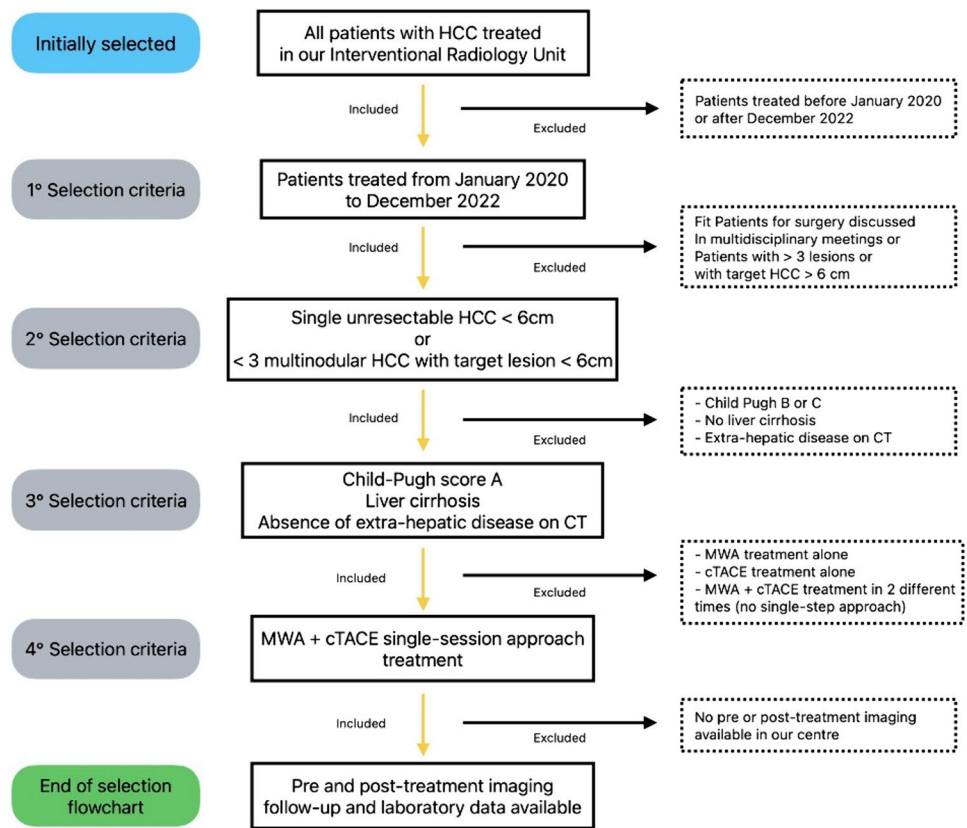 Initially selected
All patients with HCC treated
in our Interventional Radiology Unit
Included
Excluded
Patients treated before January 2020
or after December 2022
1° Selection criteria
Patients treated from January 2020
to December 2022
Included
Excluded
Fit Patients for surgery discussed
In multidisciplinary meetings or
Patients with > 3 lesions or
with target HCC > 6 cm
2° Selection criteria
Single unresectable HCC < 6cm
or
< 3 multinodular HCC with target lesion < 6cm
Included
Excluded
- Child Pugh B or C
- No liver cirrhosis
- Extra-hepatic disease on CT
3° Selection criteria
Child-Pugh score A
Liver cirrhosis
Absence of extra-hepatic disease on CT
Included
Excluded
- MWA treatment alone
- cTACE treatment alone
- MWA + cTACE treatment in 2 different
times (no single-step approach)
4° Selection criteria
MWA + cTACE single-session approach
treatment
Included
Excluded
No pre or post-treatment imaging
available in our centre
End of selection
flowchart
Pre and post-treatment imaging
follow-up and laboratory data available